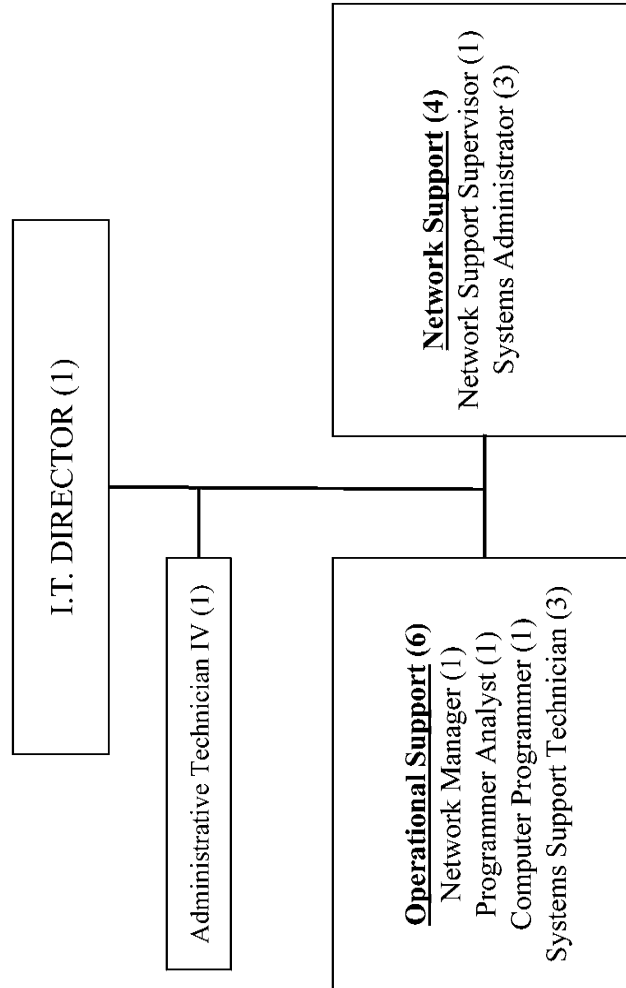 I.T. DIRECTOR (1)
Administrative Technician IV (1)
Operational Support (6)
Network Manager (1)
Programmer Analyst (1)
Computer Programmer (1)
Systems Support Technician (3)
Network Support (4)
Network Support Supervisor (1)
Systems Administrator (3)